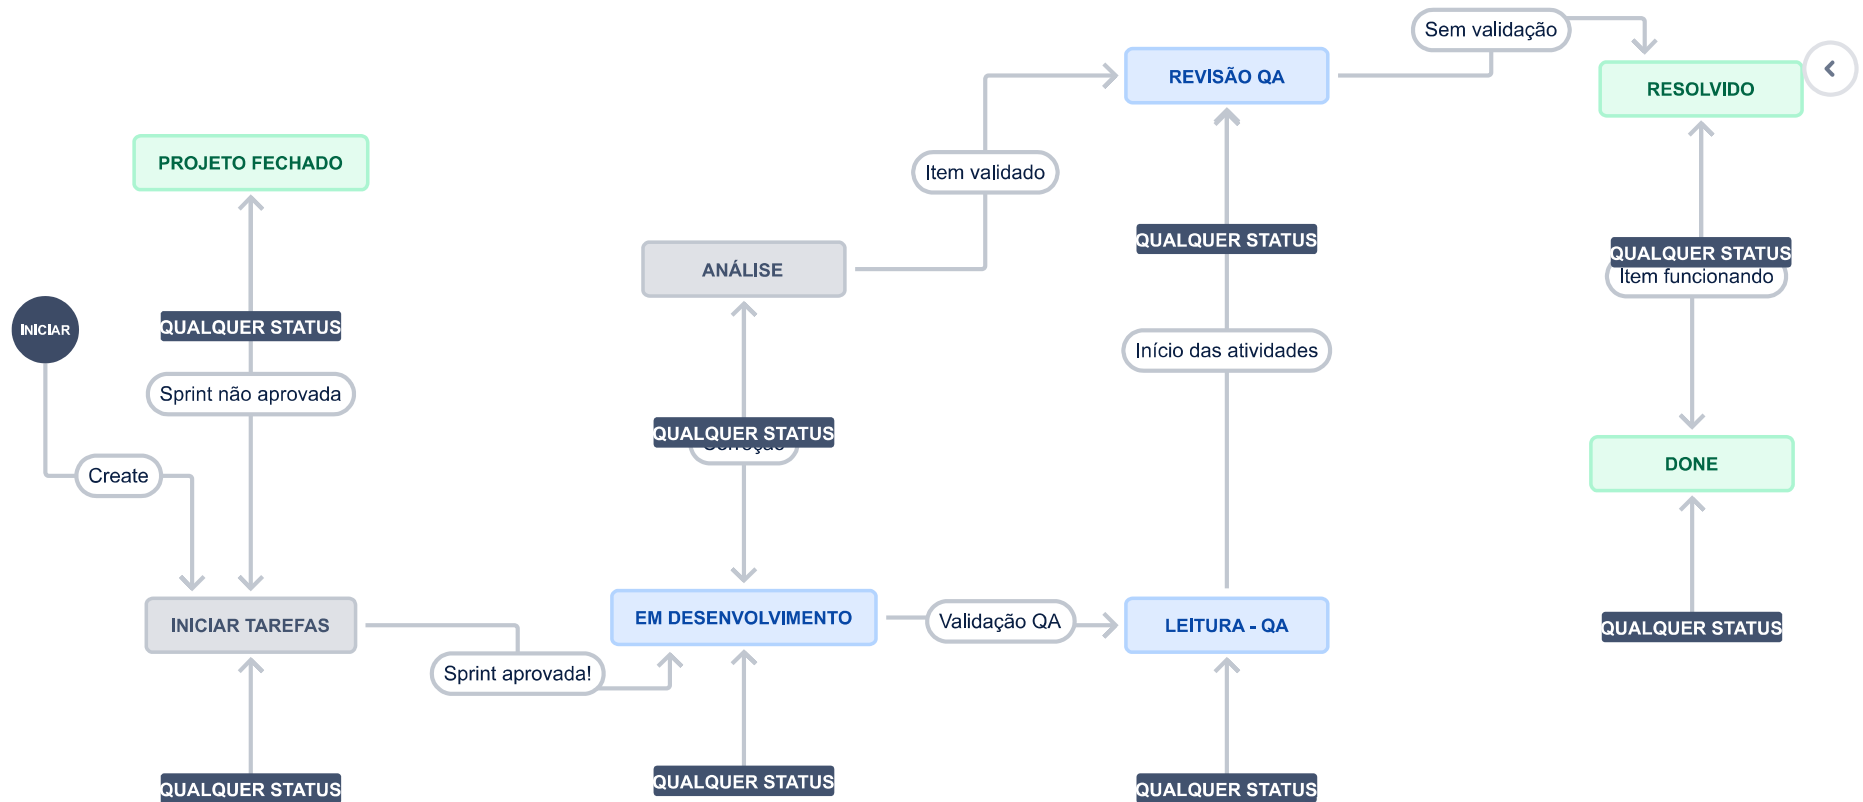 Sem validação
REVISÃO QA
RESOLVIDO
PROJETO FECHADO
Item validado
QUALQUER STATUS
QUALQUER STATUS
Item funcionando
ANÁLISE
INICIAR
QUALQUER STATUS
Início das atividades
Sprint não aprovada
QUALQUER STATUS
Correção
Create
DONE
INICIAR TAREFAS
EM DESENVOLVIMENTO
Validação QA
LEITURA - QA
QUALQUER STATUS
Sprint aprovada!
QUALQUER STATUS
QUALQUER STATUS
QUALQUER STATUS